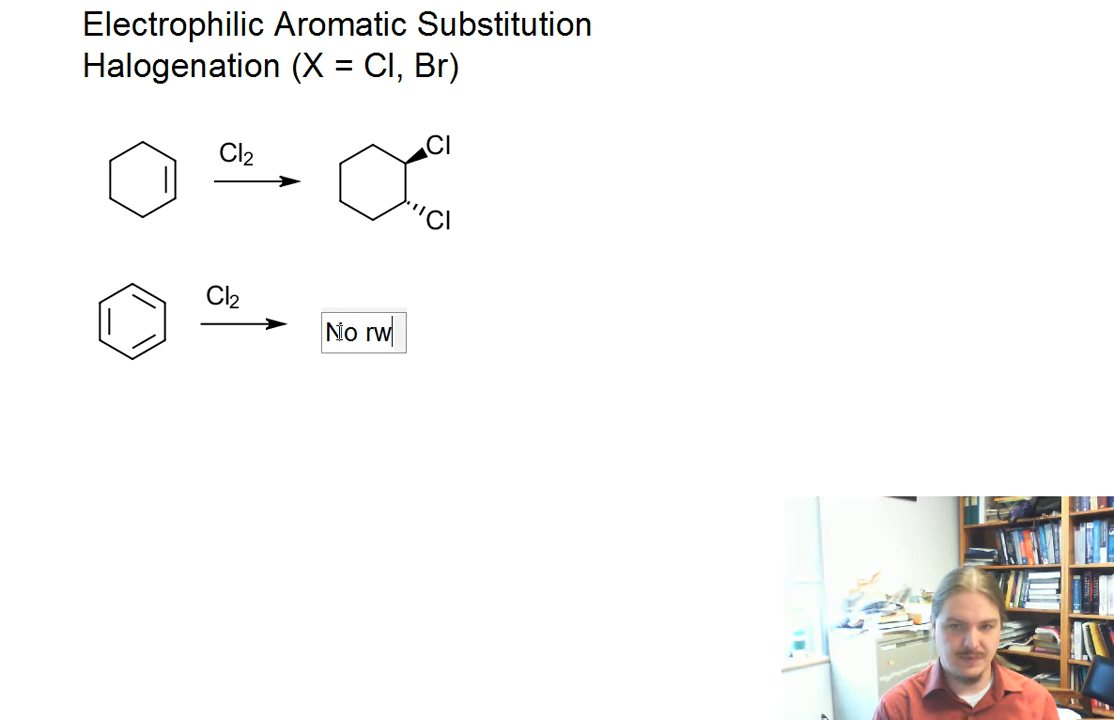 Electrophilic Aromatic Substitution
Halogenation (X = Cl, Br)
Cl₂
Cl
Cl
Cl₂
No rw